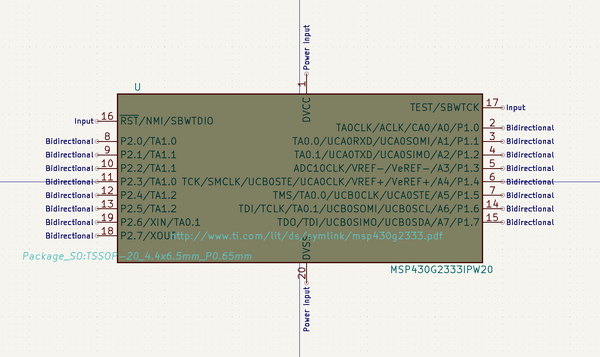 Power Input
1
U
DVCC
TEST/SBWTCK 17 Input
Input 16 RST/NMI/SBWTDIO
TA0CLK/ACLK/CA0/A0/P1.0 2 Bidirectional
Bidirectional 8 P2.0/TA1.0 TA0.0/UCA0RXD/UCA0SOMI/A1/P1.1 3 Bidirectional
Bidirectional 9 P2.1/TA1.1 TA0.1/UCA0TXD/UCA0SIMO/A2/P1.2 4 Bidirectional
Bidirectional 10 P2.2/TA1.1 ADC10CLK/VREF-/VeREF-/A3/P1.3 5 Bidirectional
Bidirectional 11 P2.3/TA1.0 TCK/SMCLK/UCB0STE/UCA0CLK/VREF+/VeREF+/A4/P1.4 6 Bidirectional
Bidirectional 12 P2.4/TA1.2 TMS/TA0.0/UCB0CLK/UCA0STE/A5/P1.5 7 Bidirectional
Bidirectional 13 P2.5/TA1.2 TDI/TCLK/TA0.1/UCB0SOMI/UCB0SCL/A6/P1.6 14 Bidirectional
Bidirectional 19 P2.6/XIN/TA0.1 TDO/TDI/UCB0SIMO/UCB0SDA/A7/P1.7 15 Bidirectional
Bidirectional 18 P2.7/XOUT http://www.ti.com/lit/ds/symlink/msp430g2333.pdf
DVSS
Package_SO:TSSOP-20_4.4x6.5mm_P0.65mm
MSP430G2333IPW20
20
Power Input